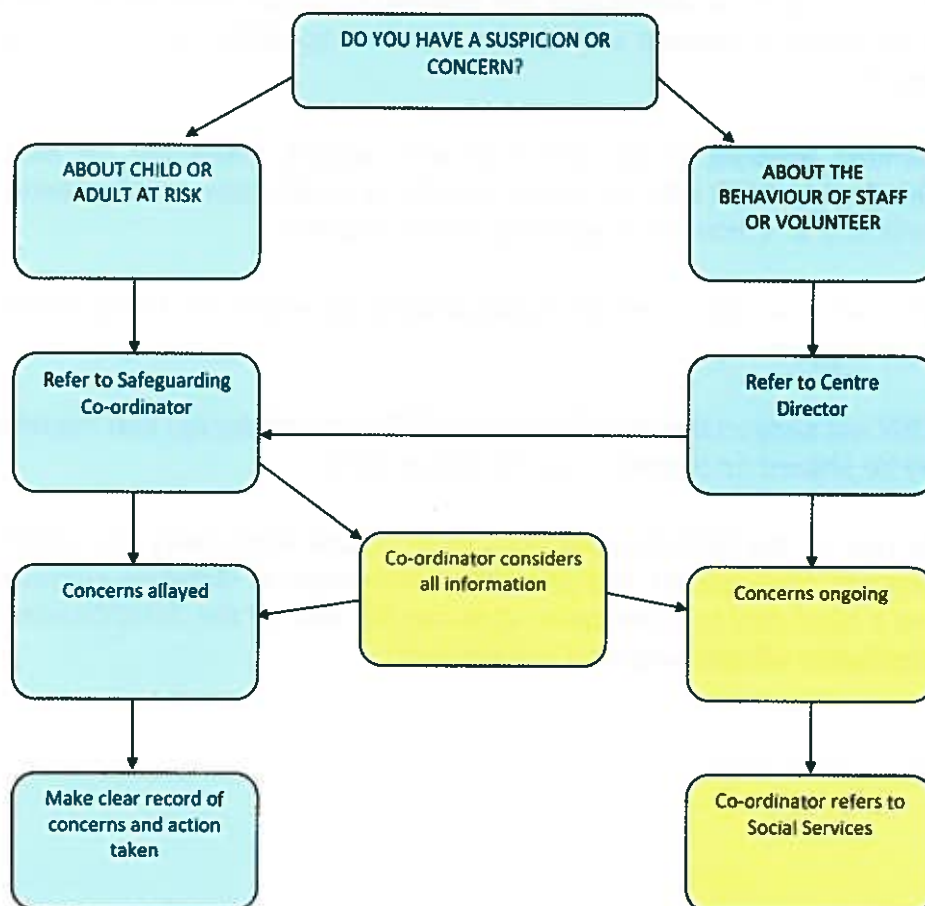 DO YOU HAVE A SUSPICION OR
CONCERN?
ABOUT CHILD OR
ADULT AT RISK
ABOUT THE
BEHAVIOUR OF STAFF
OR VOLUNTEER
Refer to Safeguarding
Co-ordinator
Refer to Centre
Director
Co-ordinator considers
all information
Concerns allayed
Concerns ongoing
Make clear record of
concerns and action
taken
Co-ordinator refers to
Social Services